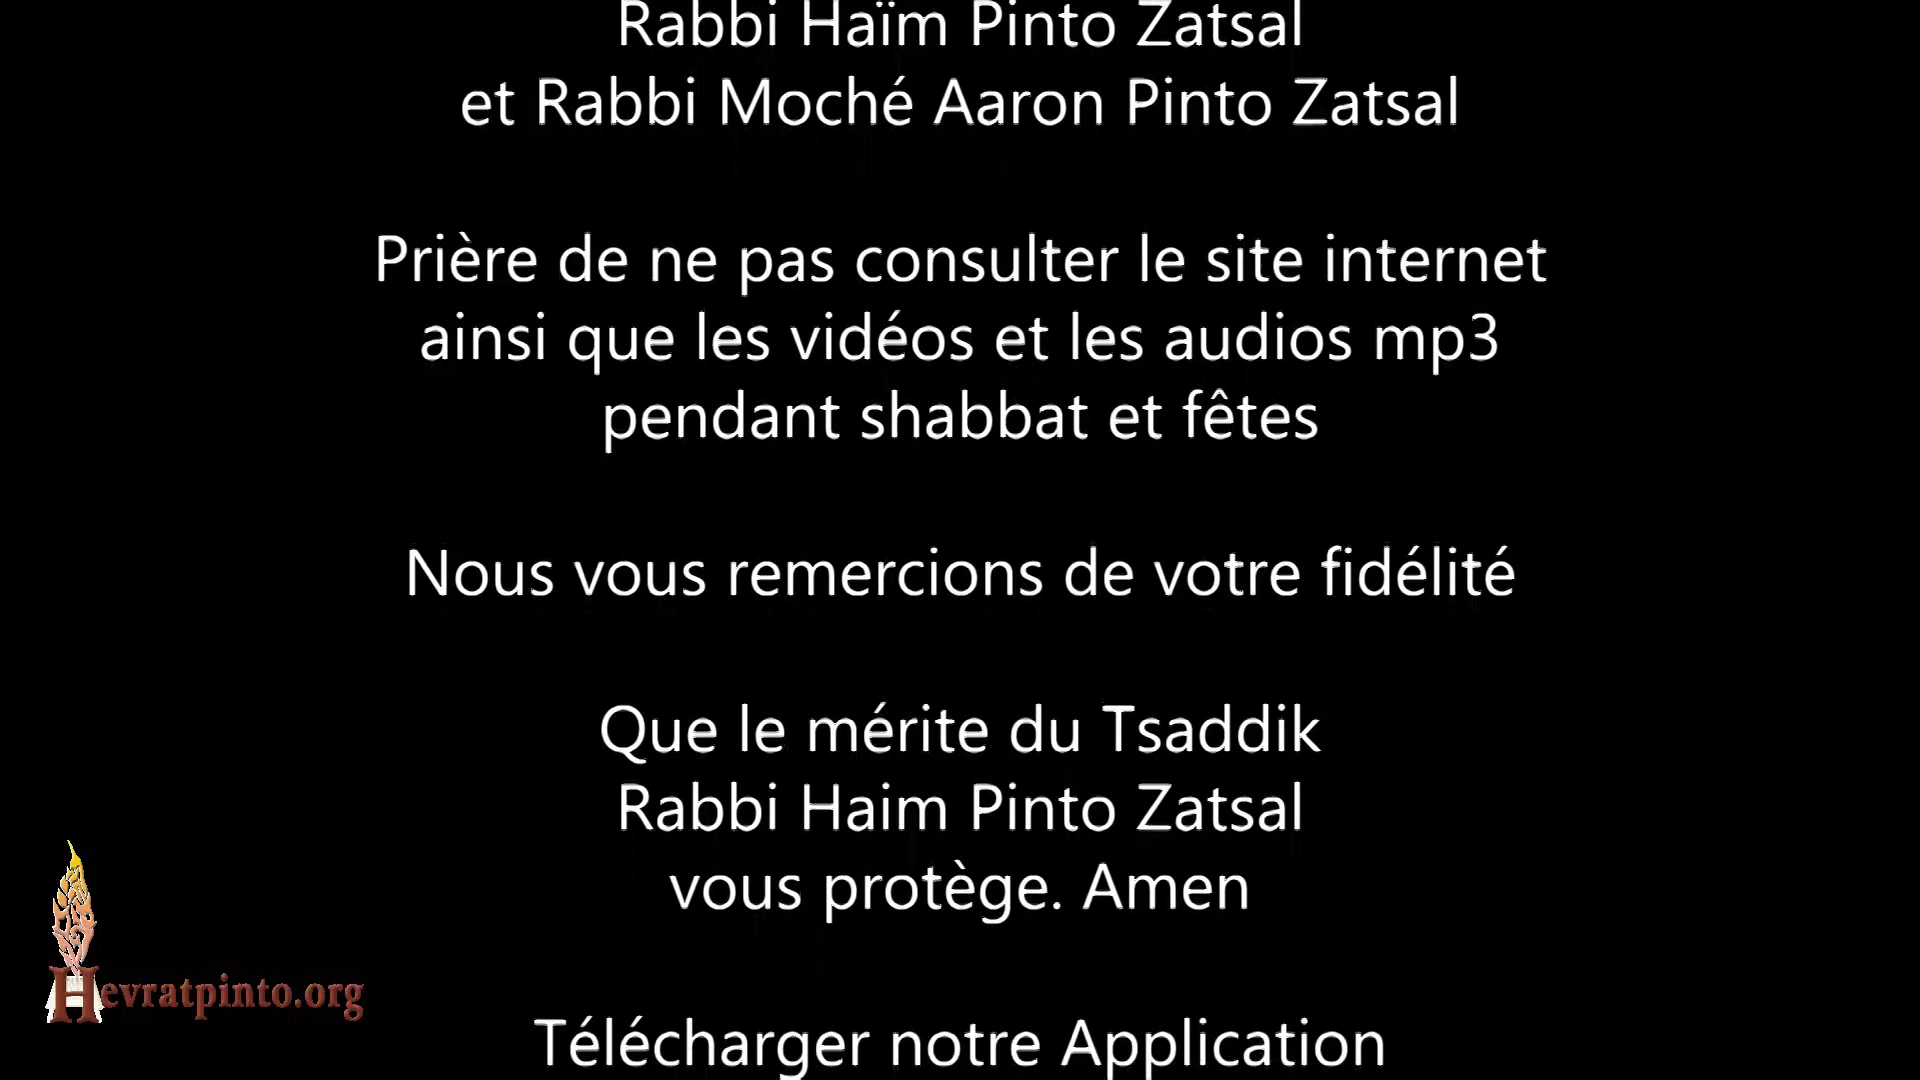 Rabbi Haïm Pinto Zatsal
et Rabbi Moché Aaron Pinto Zatsal
Prière de ne pas consulter le site internet
ainsi que les vidéos et les audios mp3
pendant shabbat et fêtes
Nous vous remercions de votre fidélité
Que le mérite du Tsaddik
Rabbi Haim Pinto Zatsal
vous protège. Amen
Hevratpinto.org
Télécharger notre Application